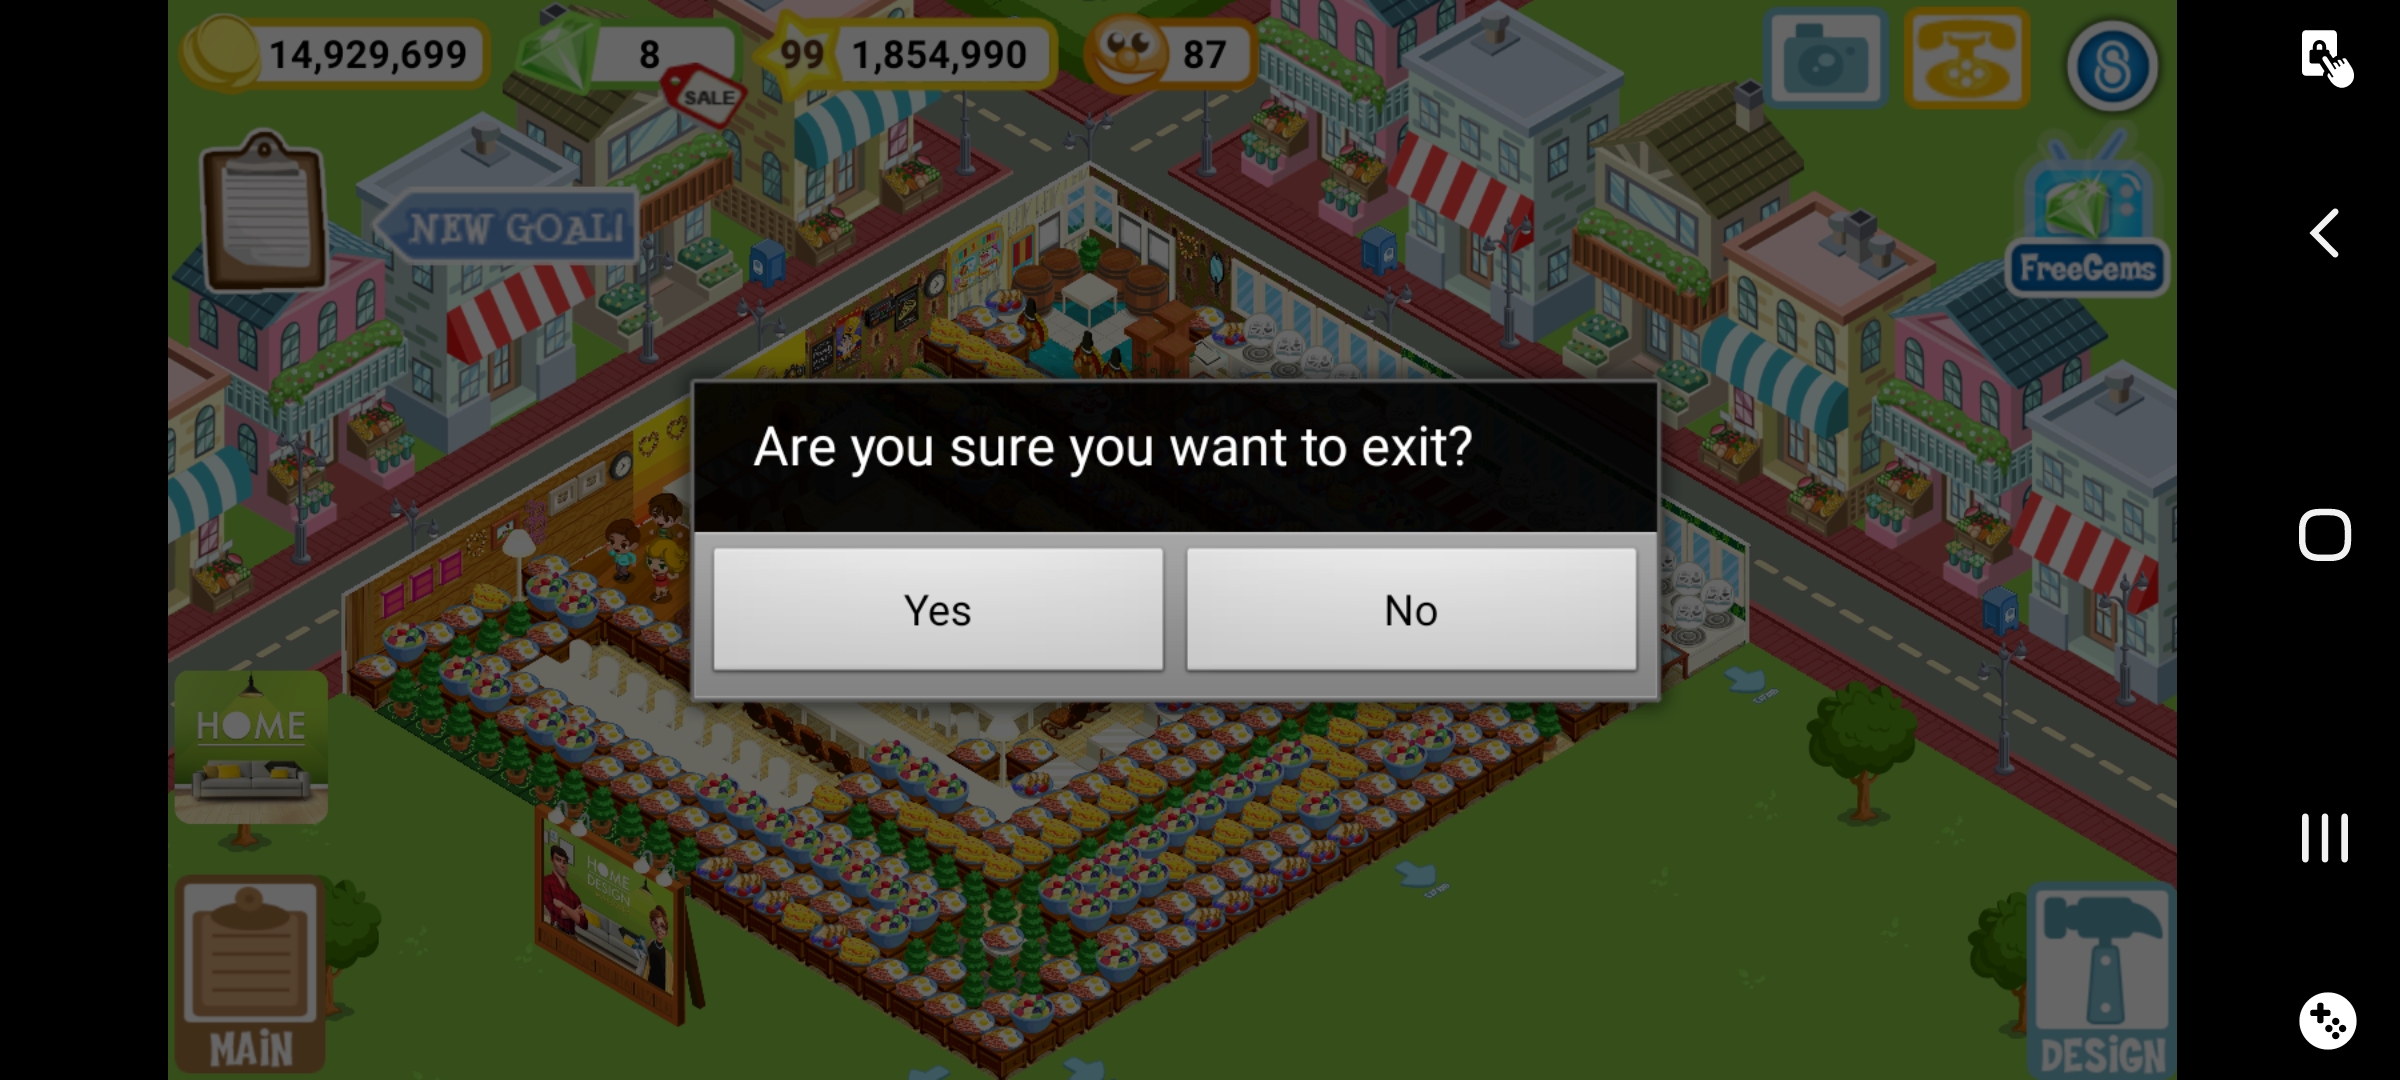 14,929,699
8
SALE
99
1,854,990
87
NEW GOAL!
FreeGems
Are you sure you want to exit?
Yes
No
HOME
HOME
DESIGN
MAiN
DESiGN